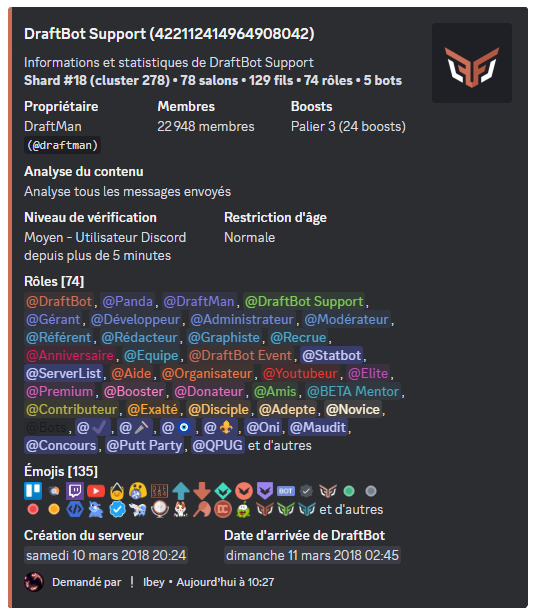 DraftBot Support (422112414964908042)
Informations et statistiques de DraftBot Support
Shard #18 (cluster 278) • 78 salons • 129 fils • 74 rôles • 5 bots
Propriétaire Membres Boosts
DraftMan 22 948 membres Palier 3 (24 boosts)
(@draftman)
Analyse du contenu
Analyse tous les messages envoyés
Niveau de vérification Restriction d'âge
Moyen - Utilisateur Discord Normale
depuis plus de 5 minutes
Rôles [74]
@DraftBot, @Panda, @DraftMan, @DraftBot Support,
@Gérant, @Développeur, @Administrateur, @Modérateur,
@Référent, @Rédacteur, @Graphiste, @Recrue,
@Anniversaire, @Equipe, @DraftBot Event, @Statbot,
@ServerList, @Aide, @Organisateur, @Youtubeur, @Elite,
@Premium, @Booster, @Donateur, @Amis, @BETA Mentor,
@Contributeur, @Exalté, @Disciple, @Adepte, @Novice,
@Bots, @✔, @🔨, @🧿, @⚜, @Oni, @Maudit,
@Concours, @Putt Party, @QPUG et d'autres
Émojis [135]
BOT
et d'autres
Création du serveur Date d'arrivée de DraftBot
samedi 10 mars 2018 20:24 dimanche 11 mars 2018 02:45
Demandé par ❕ Ibey • Aujourd'hui à 10:27